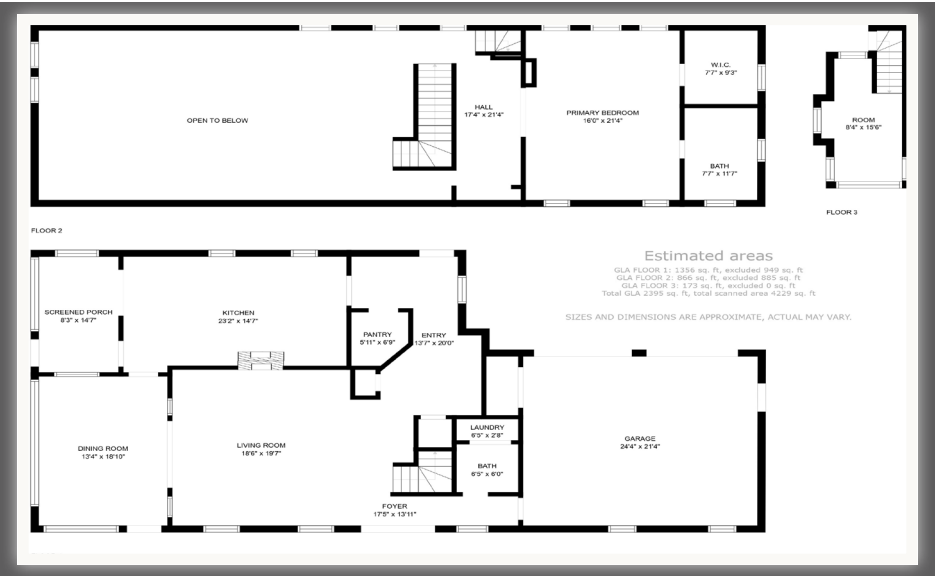 OPEN TO BELOW
HALL
17'4" x 21'4"
PRIMARY BEDROOM
16'0" x 21'4"
W.I.C.
7'7" x 9'3"
BATH
7'7" x 11'7"
ROOM
8'4" x 15'6"
FLOOR 3
FLOOR 2
Estimated areas
GLA FLOOR 1: 1356 sq. ft, excluded 949 sq. ft
GLA FLOOR 2: 866 sq. ft, excluded 885 sq. ft
GLA FLOOR 3: 173 sq. ft, excluded 0 sq. ft
Total GLA 2395 sq. ft, total scanned area 4229 sq. ft
SIZES AND DIMENSIONS ARE APPROXIMATE, ACTUAL MAY VARY.
SCREENED PORCH
8'3" x 14'7"
KITCHEN
23'2" x 14'7"
PANTRY
5'11" x 6'9"
ENTRY
13'7" x 20'0"
DINING ROOM
13'4" x 18'10"
LIVING ROOM
18'6" x 19'7"
LAUNDRY
6'5" x 2'8"
BATH
6'5" x 6'0"
GARAGE
24'4" x 21'4"
FOYER
17'5" x 13'11"